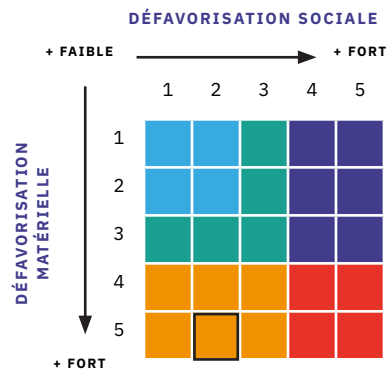 DÉFAVORISATION SOCIALE
+ FAIBLE
+ FORT
1 2 3 4 5
DÉFAVORISATION
MATÉRIELLE
1
2
3
4
5
+ FORT